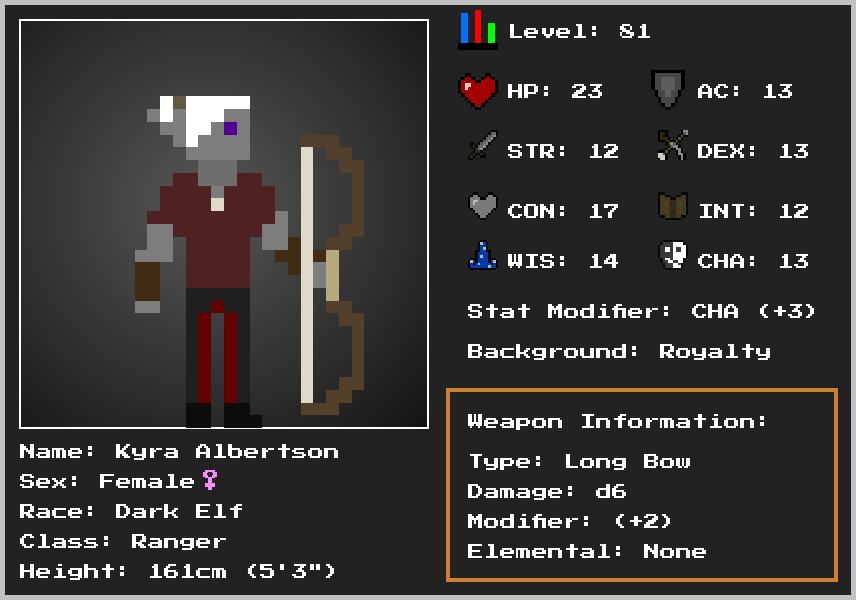 Level: 81
HP: 23 AC: 13
STR: 12 DEX: 13
CON: 17 INT: 12
WIS: 14 CHA: 13
Stat Modifier: CHA (+3)
Background: Royalty
Weapon Information:
Type: Long Bow
Damage: d6
Modifier: (+2)
Elemental: None
Name: Kyra Albertson
Sex: Female♀
Race: Dark Elf
Class: Ranger
Height: 161cm (5'3")